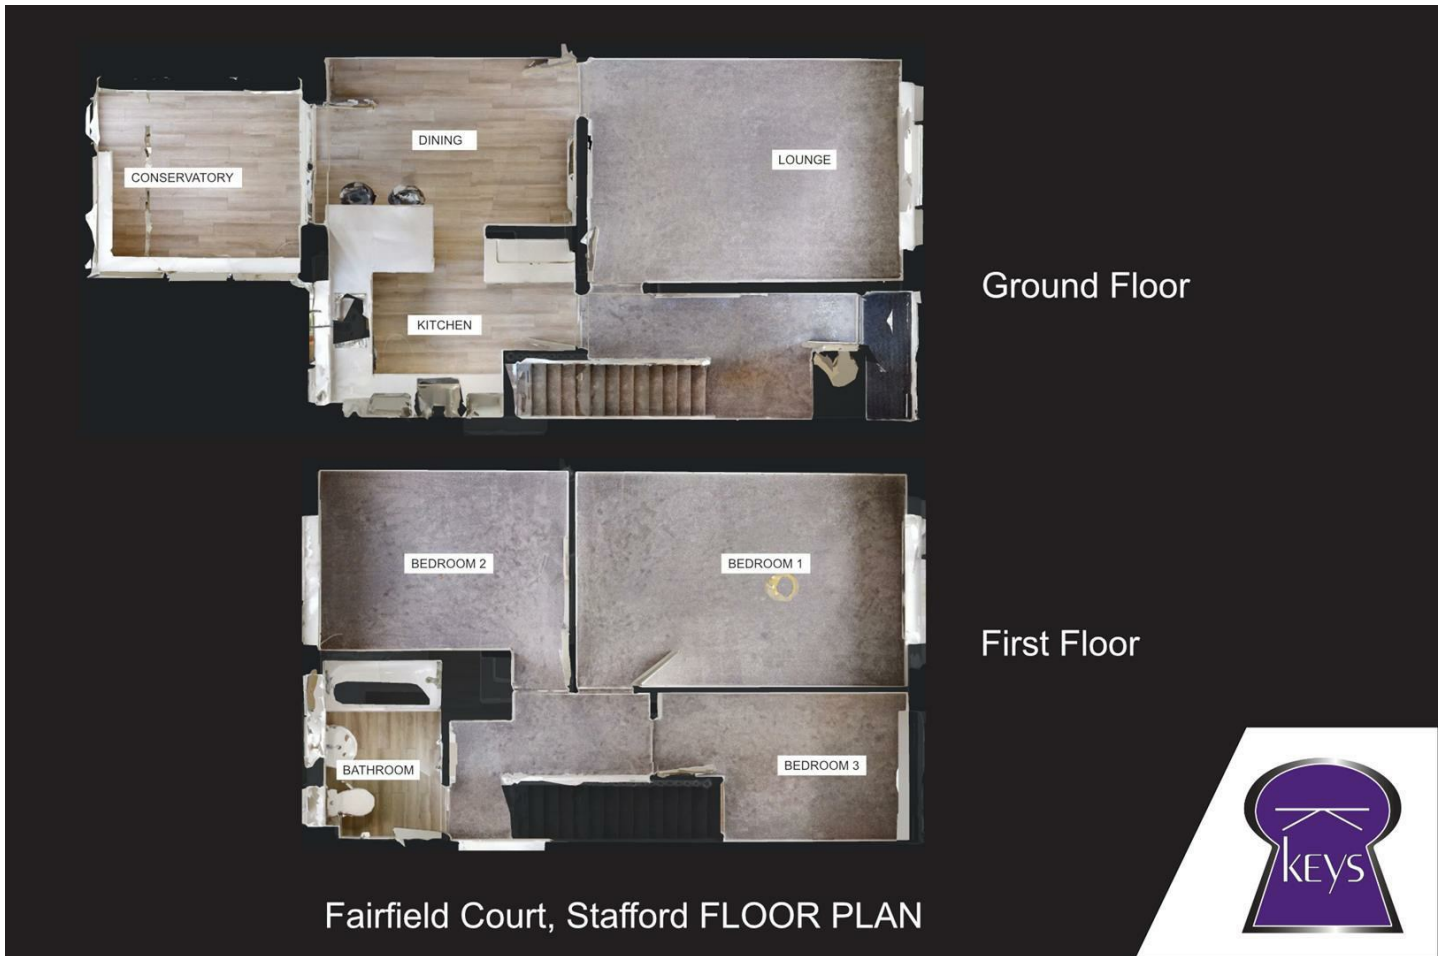 DINING
LOUNGE
CONSERVATORY
KITCHEN
Ground Floor
BEDROOM 2
BEDROOM 1
First Floor
BEDROOM 3
BATHROOM
Fairfield Court, Stafford FLOOR PLAN
KEYS